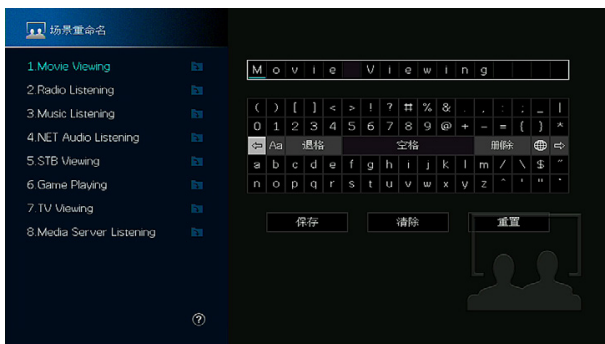 场景重命名
1.Movie Viewing
2.Radio Listening
3.Music Listening
4.NET Audio Listening
5.STB Viewing
6.Game Playing
7.TV Viewing
8.Media Server Listening
?
Movie Viewing
( ) [ ] < > ! ? # % & . , : ; _ |
0 1 2 3 4 5 6 7 8 9 @ + - = { } *
⇦ Aa 退格 空格 删除 ⇨
a b c d e f g h i j k l m / \ $ ~
n o p q r s t u v w x y z ^ ' " `
保存 清除 重置